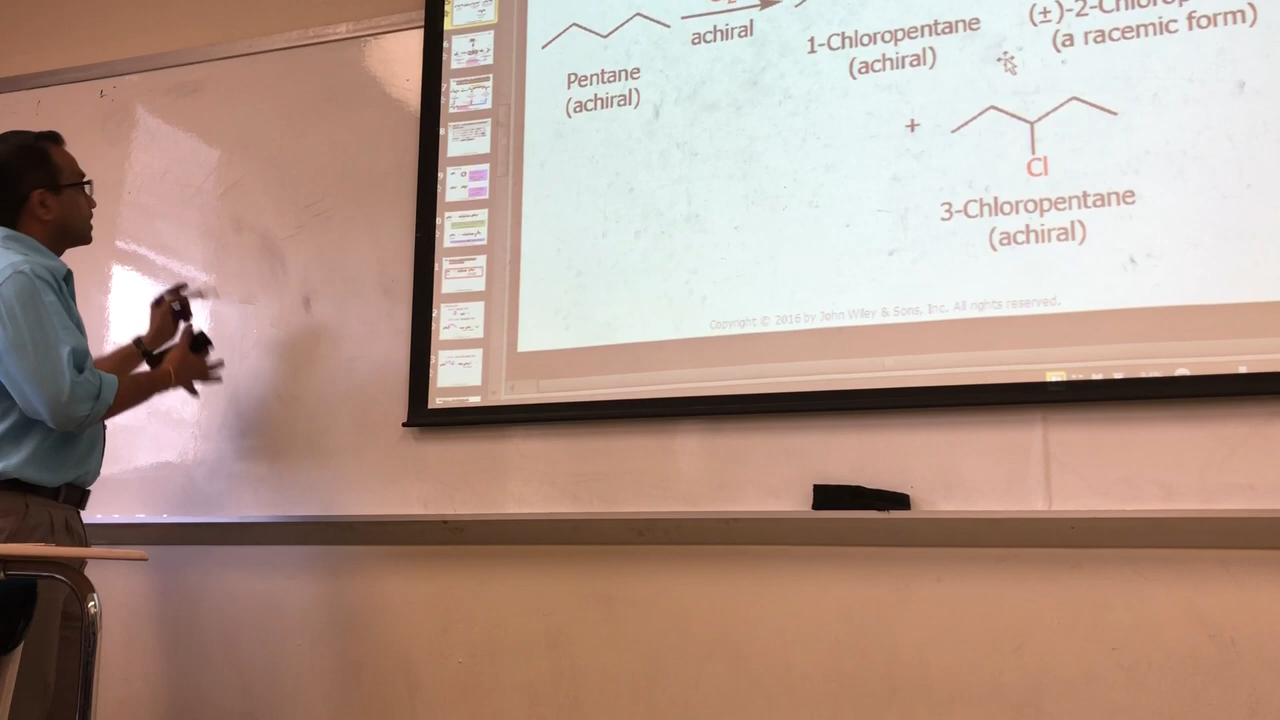 achiral
Pentane
(achiral)
1-Chloropentane
(achiral)
(±)-2-Chlorop
(a racemic form)
+
Cl
3-Chloropentane
(achiral)
Copyright © 2016 by John Wiley & Sons, Inc. All rights reserved.